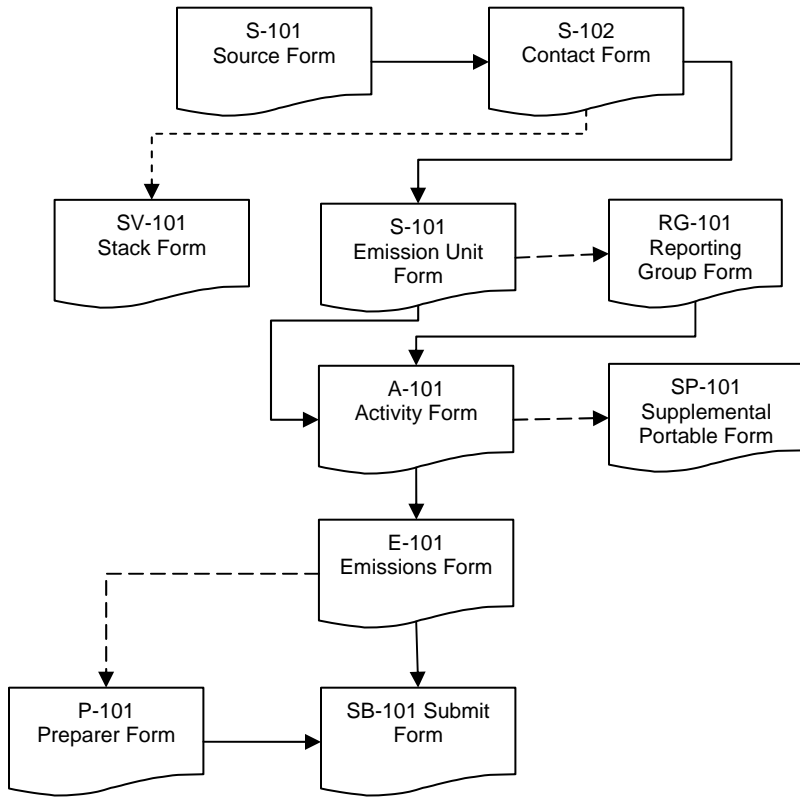 S-101
Source Form
S-102
Contact Form
SV-101
Stack Form
S-101
Emission Unit
Form
RG-101
Reporting
Group Form
A-101
Activity Form
SP-101
Supplemental
Portable Form
E-101
Emissions Form
P-101
Preparer Form
SB-101 Submit
Form